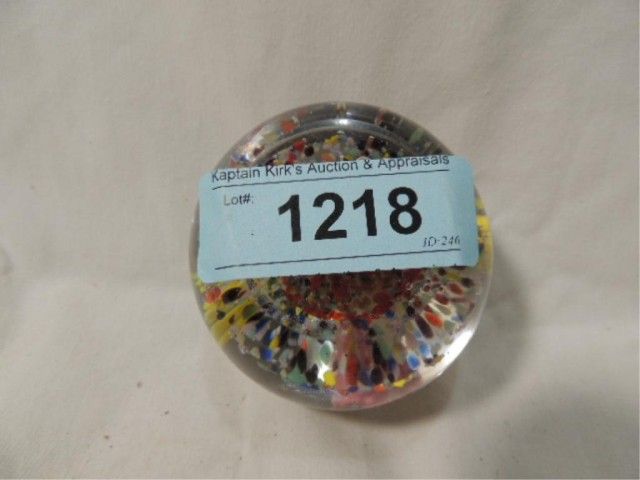 Kaptain Kirk's Auction & Appraisals
Lot#:
1218
JD-246